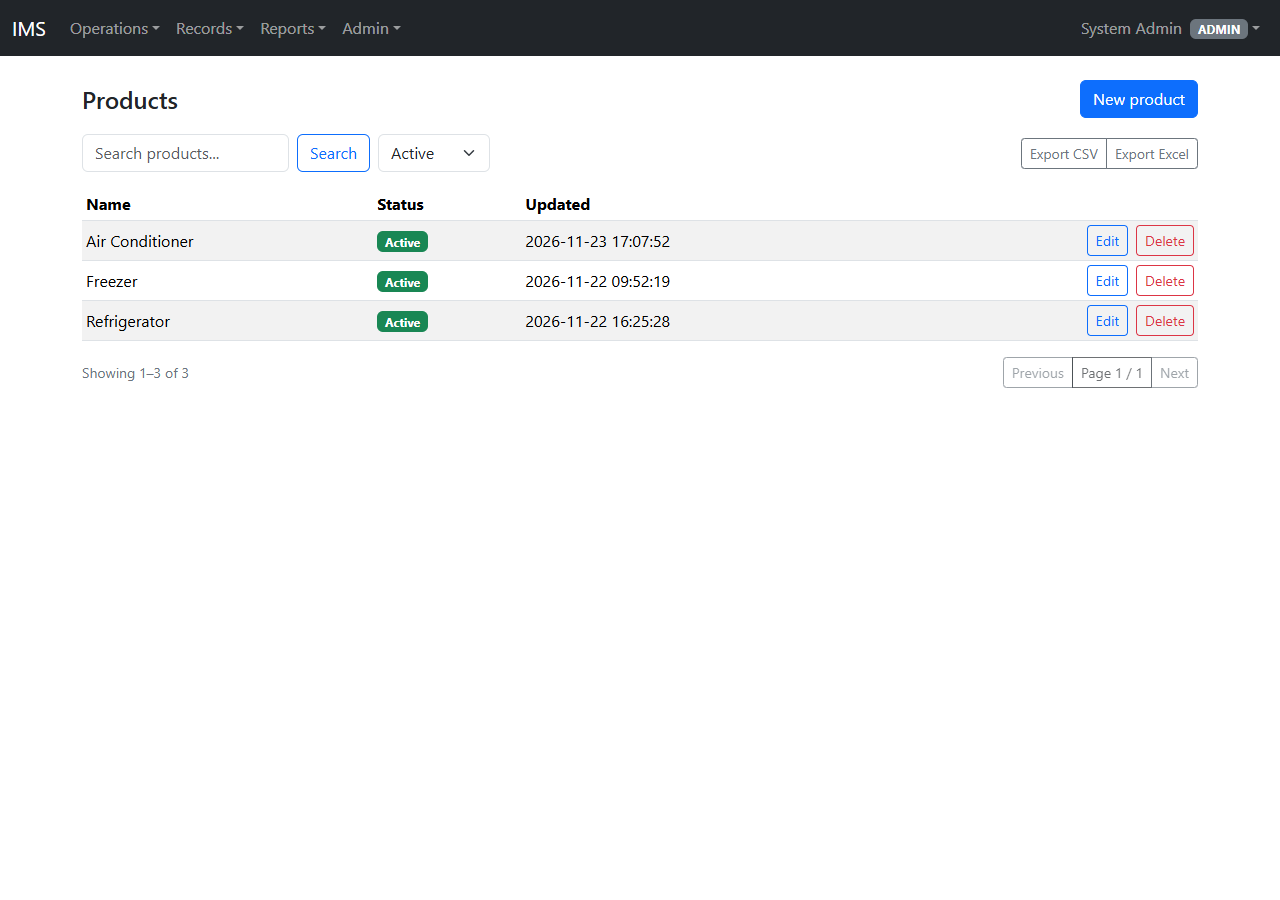 IMS Operations Records Reports Admin System Admin ADMIN
Products New product
Search products... Search Active Export CSV Export Excel
Name Status Updated
Air Conditioner Active 2026-11-23 17:07:52 Edit Delete
Freezer Active 2026-11-22 09:52:19 Edit Delete
Refrigerator Active 2026-11-22 16:25:28 Edit Delete
Showing 1–3 of 3 Previous Page 1 / 1 Next